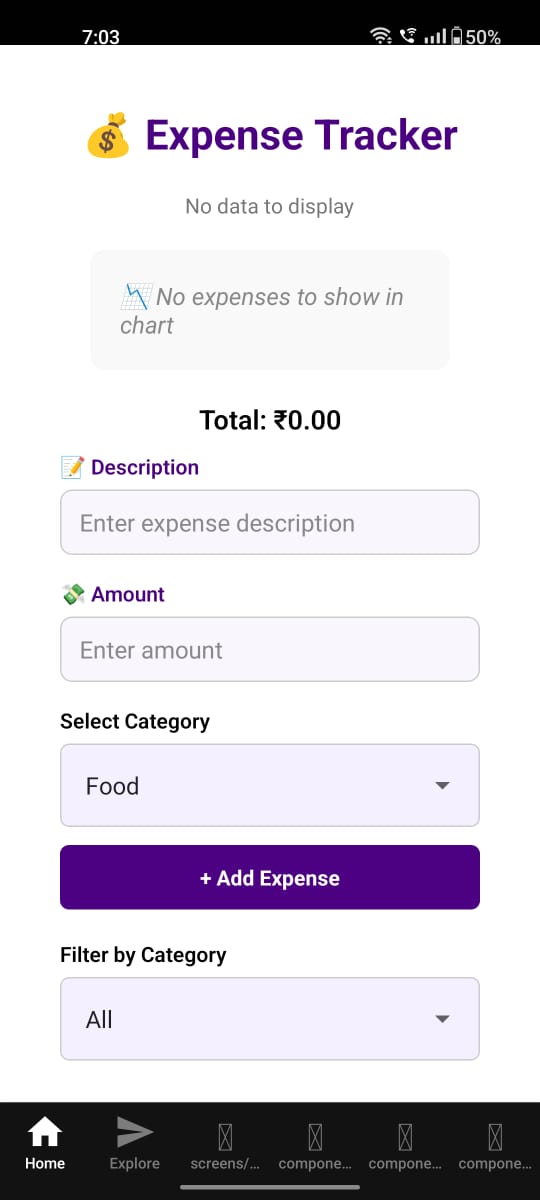 7:03 50%
💰 Expense Tracker
No data to display
📉 No expenses to show in
chart
Total: ₹0.00
📝 Description
Enter expense description
💸 Amount
Enter amount
Select Category
Food
+ Add Expense
Filter by Category
All
Home Explore screens/... compone... compone... compone...